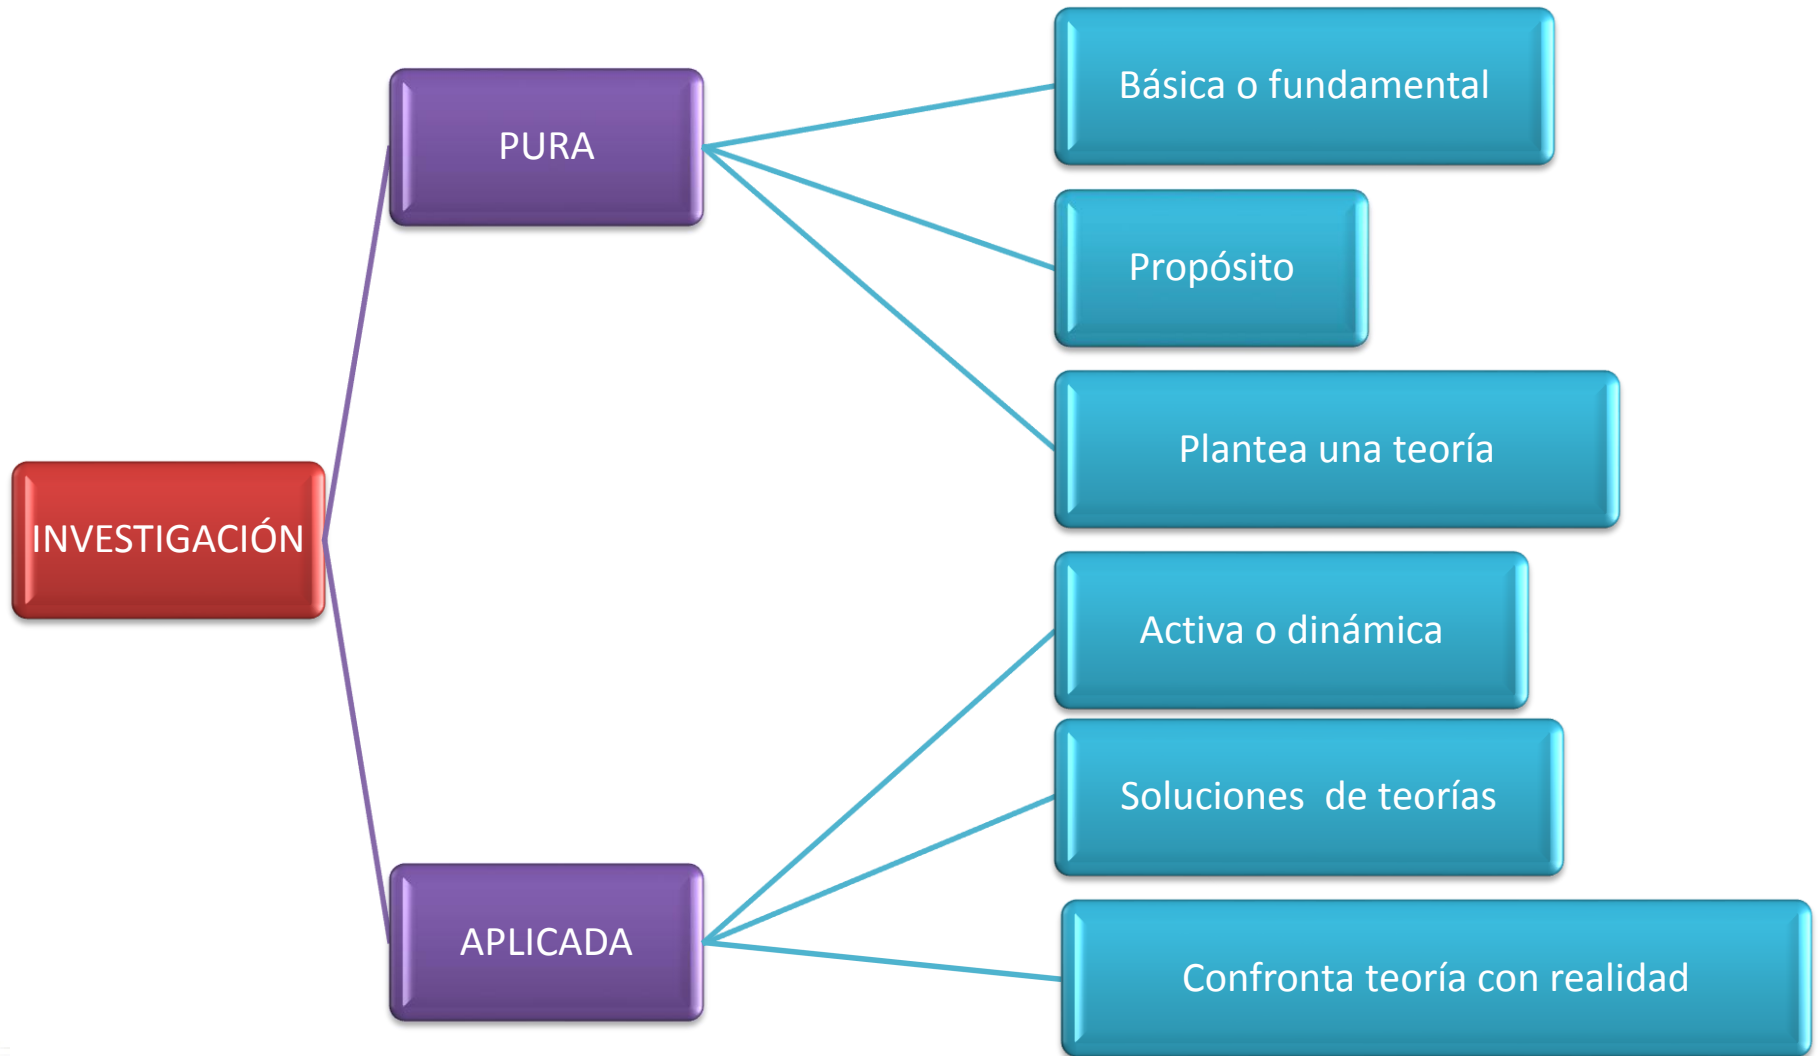 INVESTIGACIÓN
PURA
Básica o fundamental
Propósito
Plantea una teoría
APLICADA
Activa o dinámica
Soluciones  de teorías
Confronta teoría con realidad